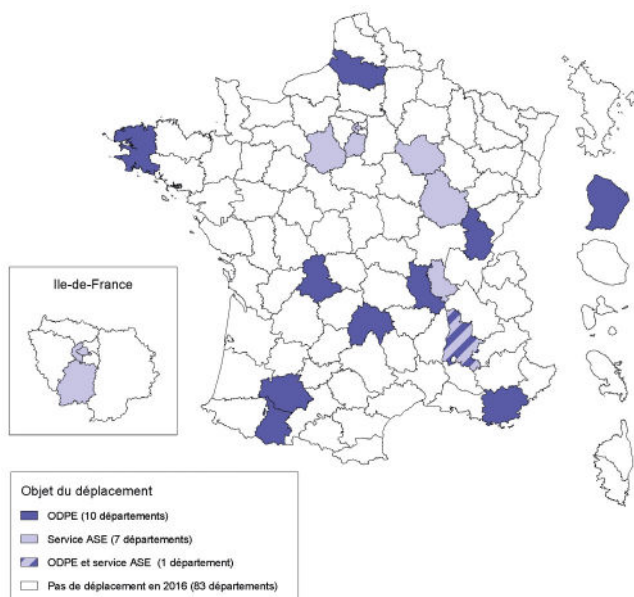 Ile-de-France
Objet du déplacement
ODPE (10 départements)
Service ASE (7 départements)
ODPE et service ASE (1 département)
Pas de déplacement en 2016 (83 départements)